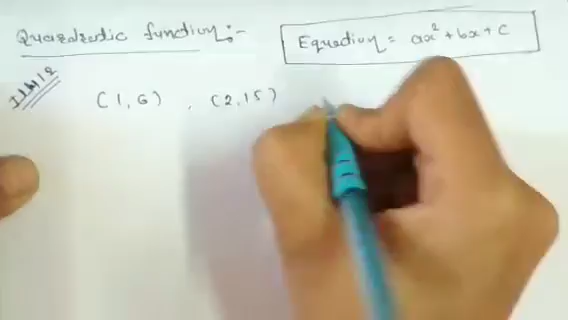 Quadratic function:-
Equation = ax² + bx + c
(1,6) , (2,15)